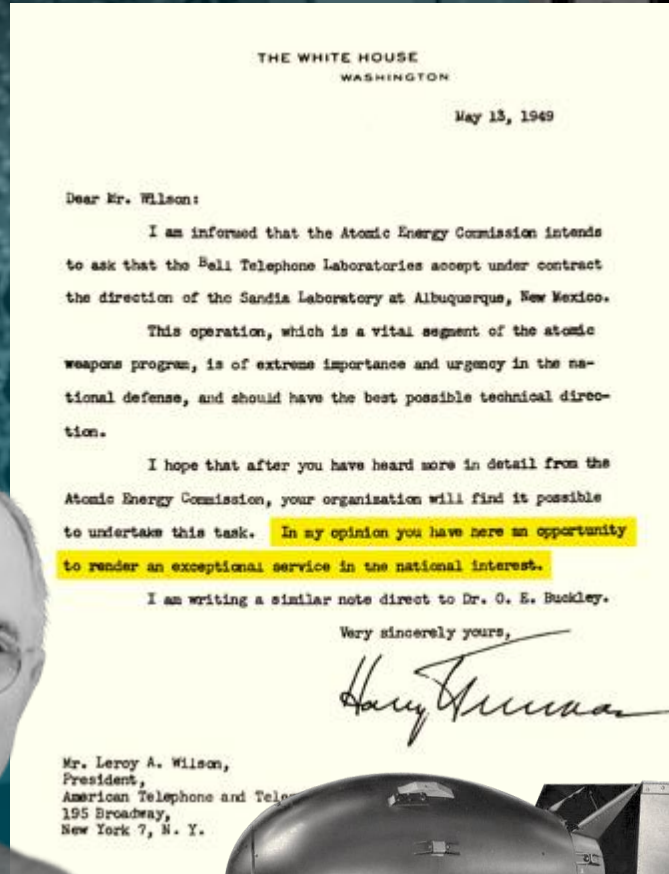 THE WHITE HOUSE
WASHINGTON
May 13, 1949
Dear Mr. Wilson:
I am informed that the Atomic Energy Commission intends
to ask that the Bell Telephone Laboratories accept under contract
the direction of the Sandia Laboratory at Albuquerque, New Mexico.
This operation, which is a vital segment of the atomic
weapons program, is of extreme importance and urgency in the na-
tional defense, and should have the best possible technical direc-
tion.
I hope that after you have heard more in detail from the
Atomic Energy Commission, your organization will find it possible
to undertake this task. In my opinion you have here an opportunity
to render an exceptional service in the national interest.
I am writing a similar note direct to Dr. O. E. Buckley.
Very sincerely yours,
Harry Truman
Mr. Leroy A. Wilson,
President,
American Telephone and Tele
195 Broadway,
New York 7, N. Y.